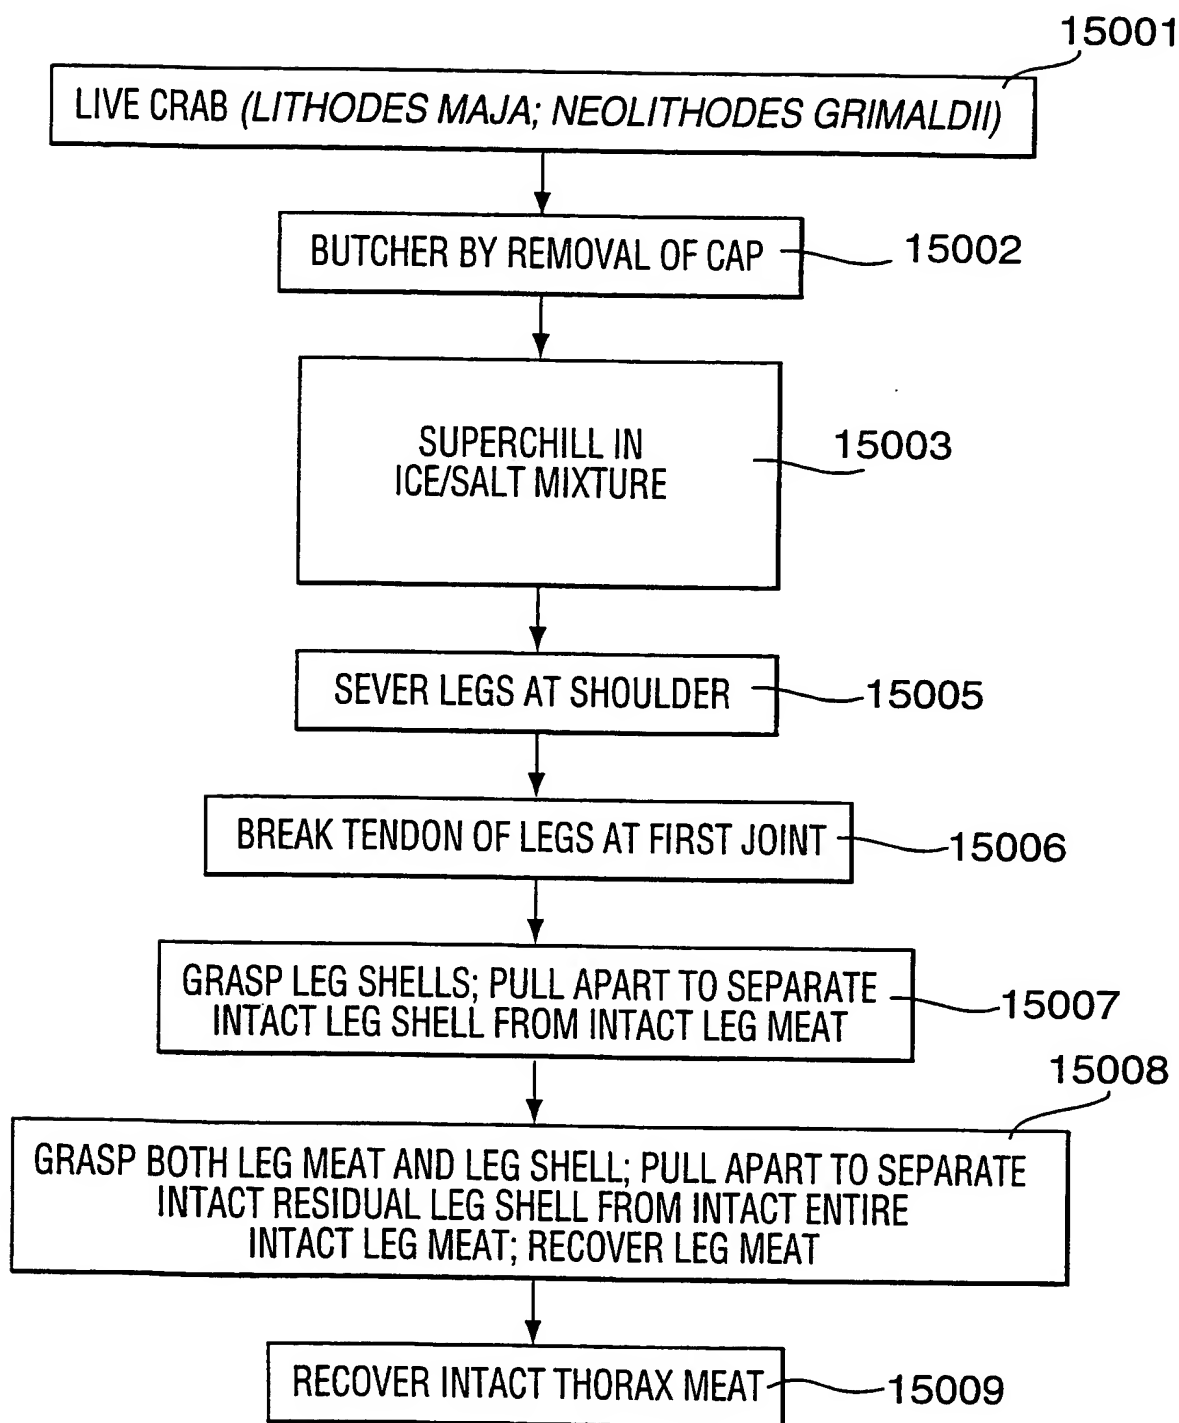 15001
LIVE CRAB (LITHODES MAJA; NEOLITHODES GRIMALDII)
BUTCHER BY REMOVAL OF CAP
15002
SUPERCHILL IN
ICE/SALT MIXTURE
15003
SEVER LEGS AT SHOULDER
15005
BREAK TENDON OF LEGS AT FIRST JOINT
15006
GRASP LEG SHELLS; PULL APART TO SEPARATE
INTACT LEG SHELL FROM INTACT LEG MEAT
15007
15008
GRASP BOTH LEG MEAT AND LEG SHELL; PULL APART TO SEPARATE
INTACT RESIDUAL LEG SHELL FROM INTACT ENTIRE
INTACT LEG MEAT; RECOVER LEG MEAT
RECOVER INTACT THORAX MEAT
15009